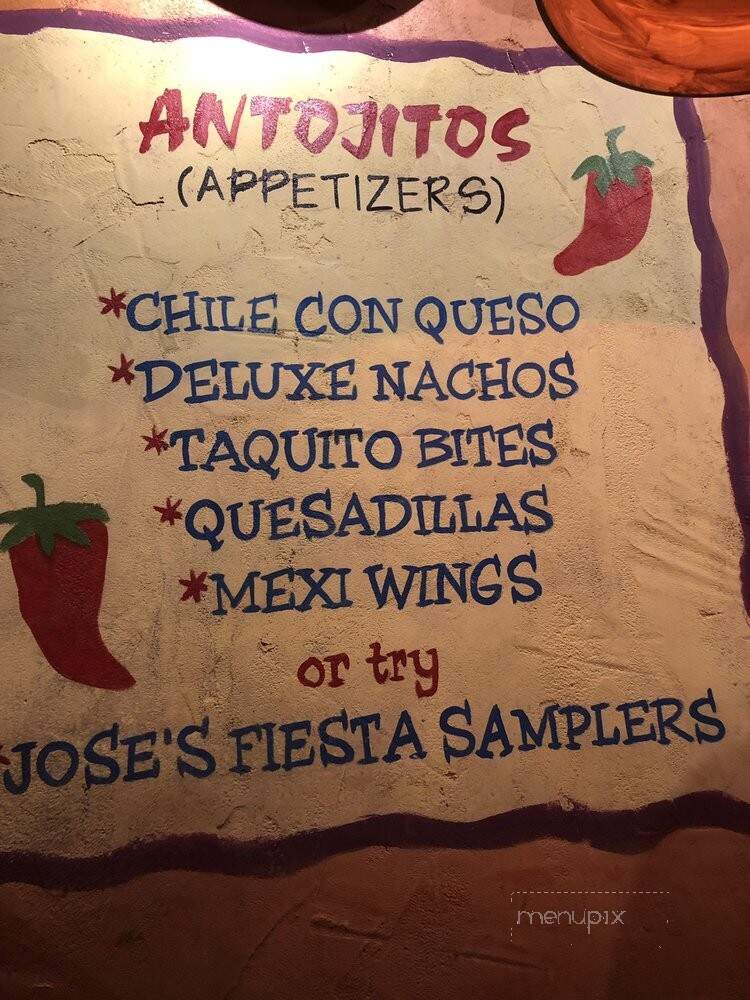 ANTOJITOS
(APPETIZERS)
*CHILE CON QUESO
*DELUXE NACHOS
*TAQUITO BITES
*QUESADILLAS
*MEXI WINGS
or try
*JOSE'S FIESTA SAMPLERS
menupix